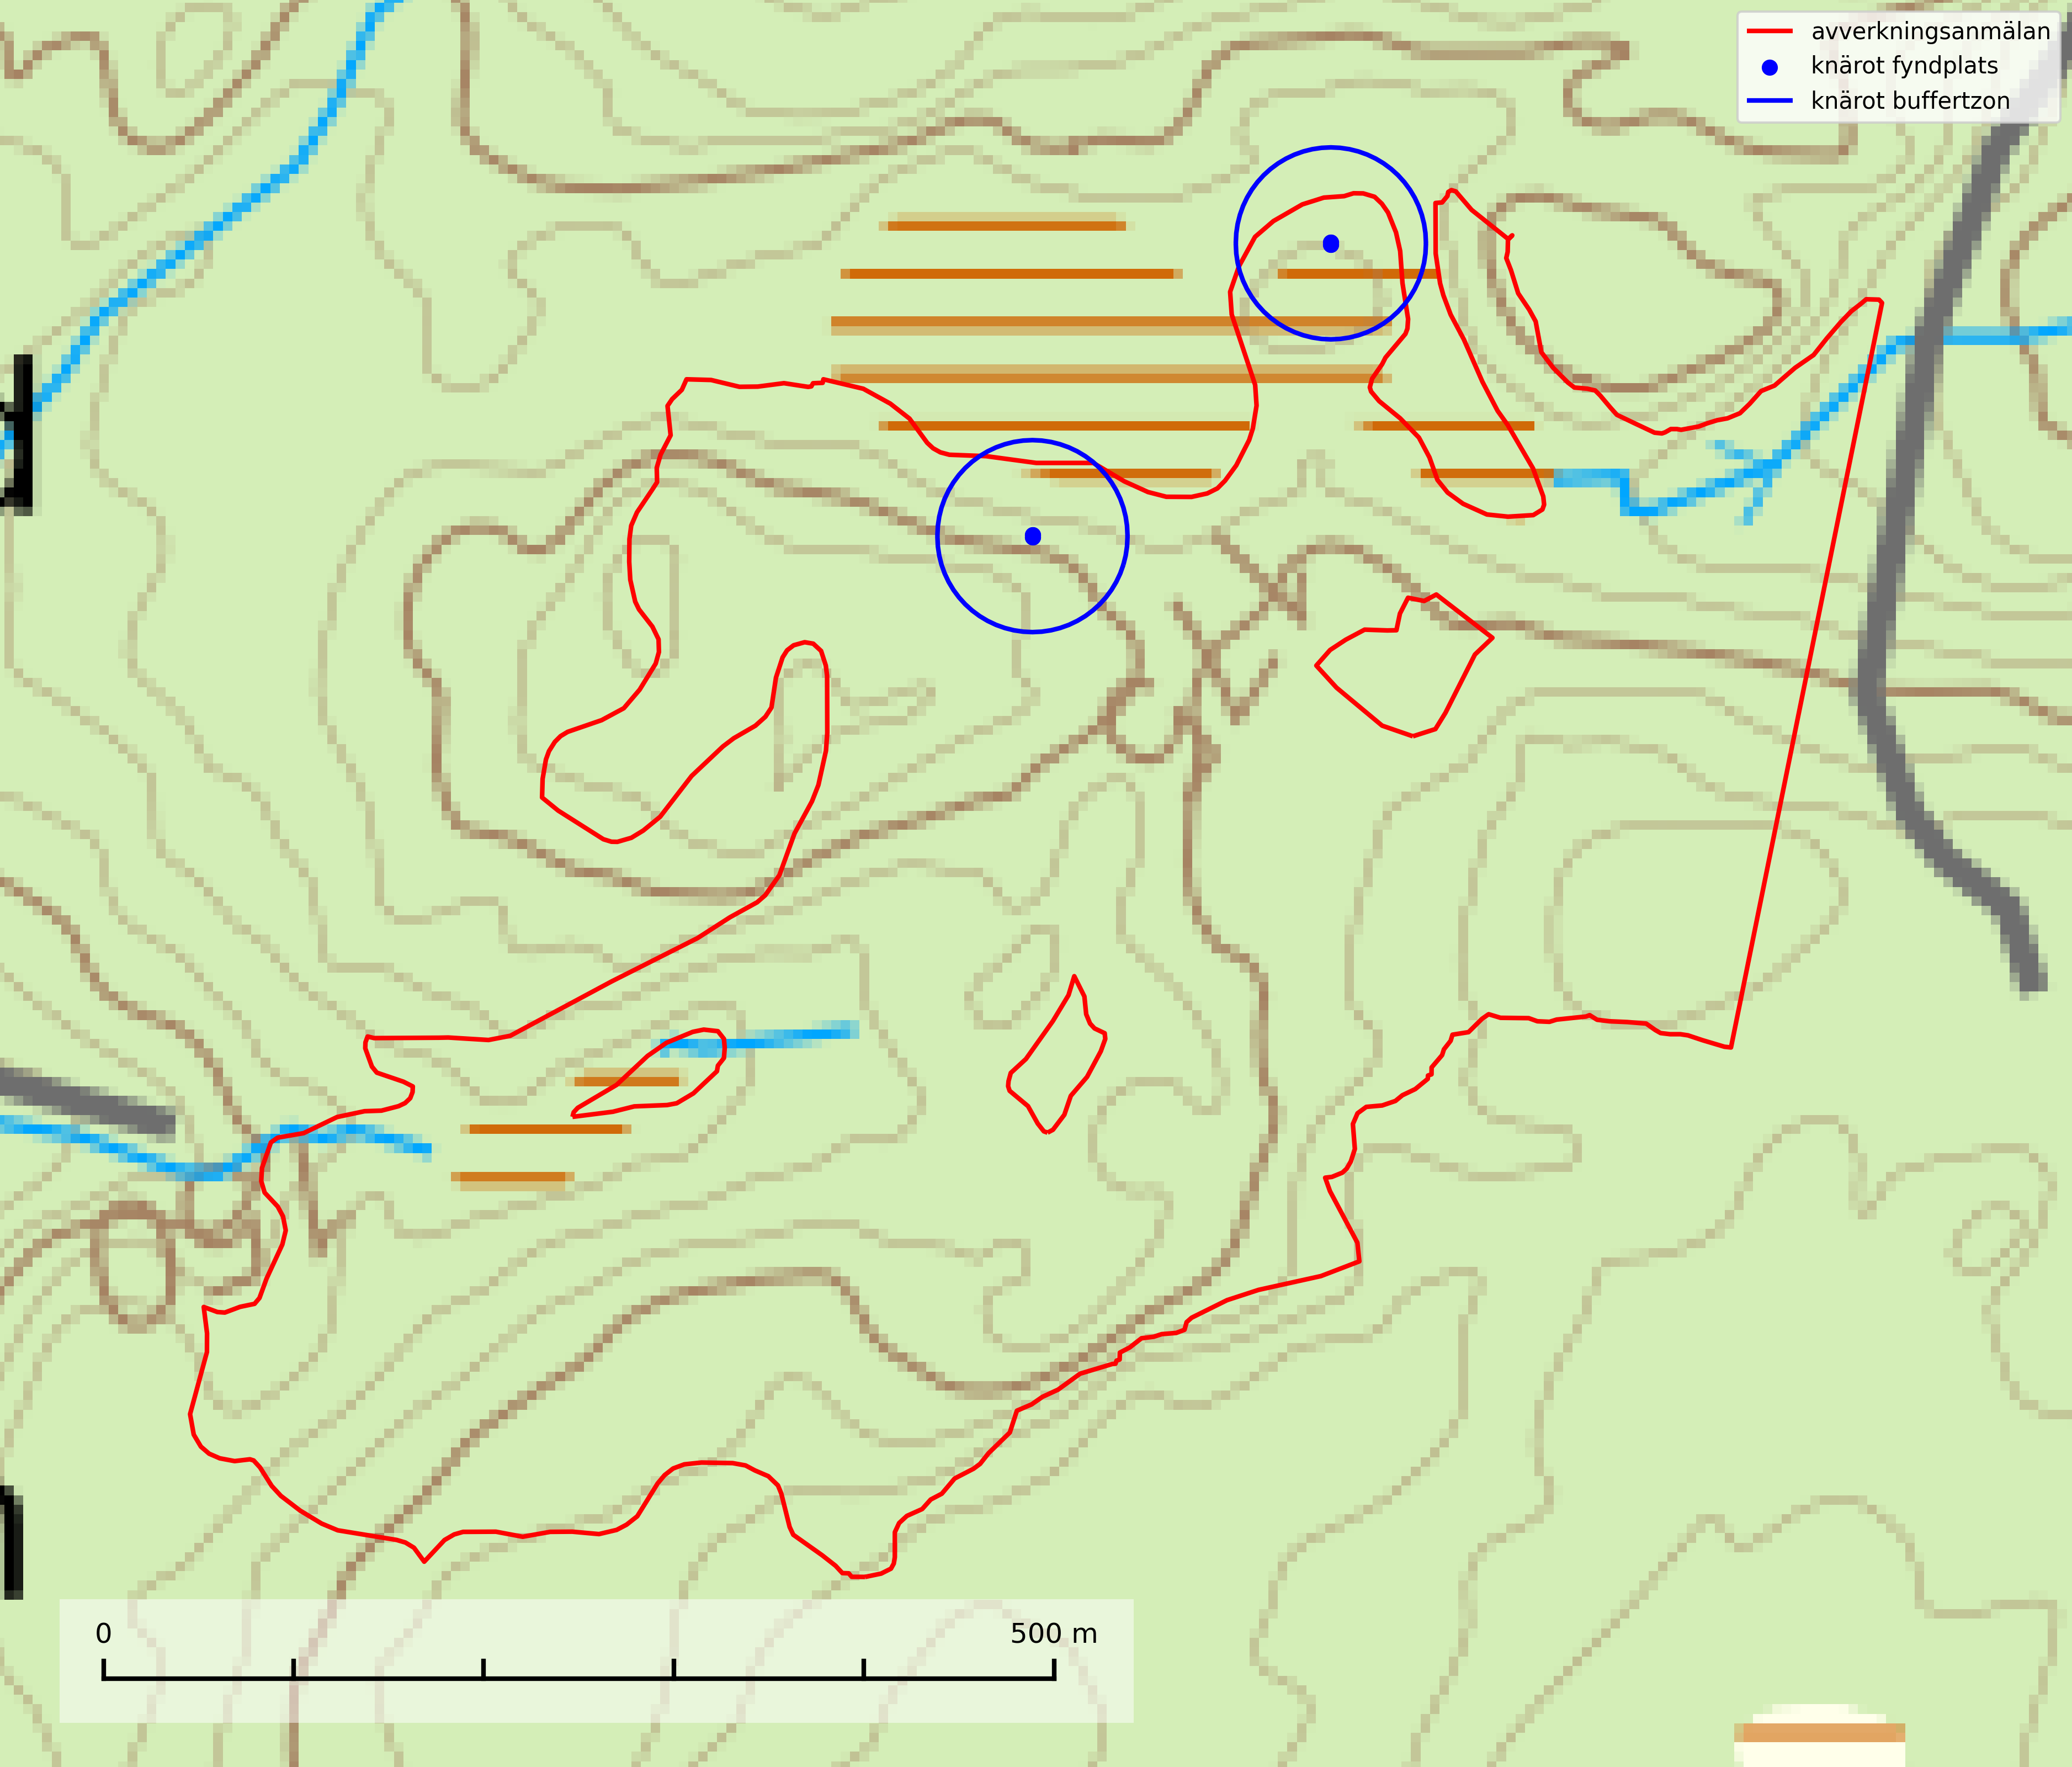 avverkningsanmälan
knärot fyndplats
knärot buffertzon
0
500 m